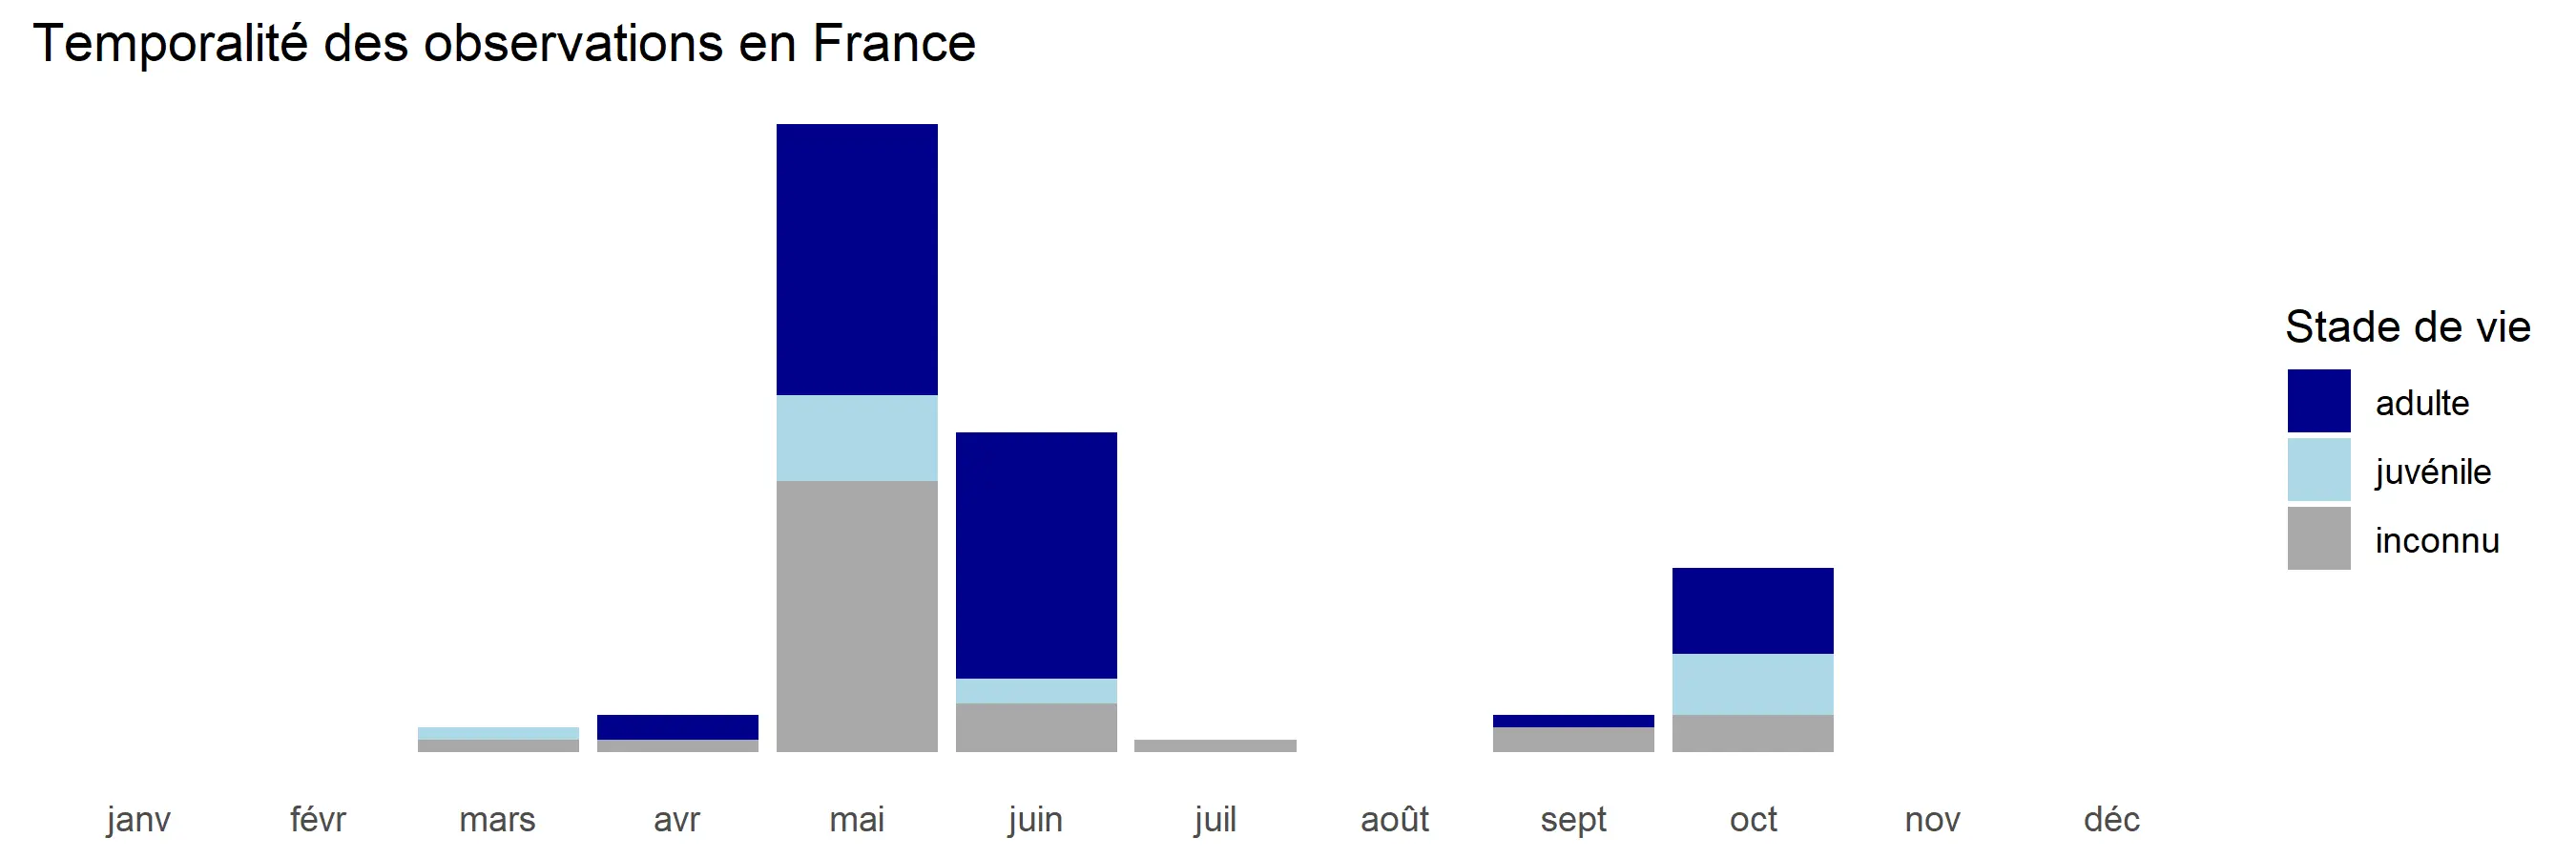 Temporalité des observations en France
Stade de vie
adulte
juvénile
inconnu
janv févr mars avr mai juin juil août sept oct nov déc